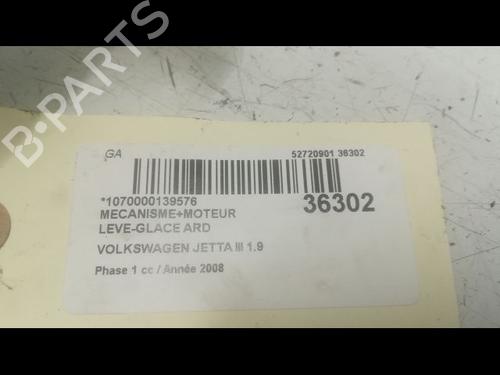 GA
52720901 36302
*1070000139576
36302
MECANISME+MOTEUR
LEVE-GLACE ARD
VOLKSWAGEN JETTA III 1.9
Phase 1 cc / Année 2008
B-PARTS